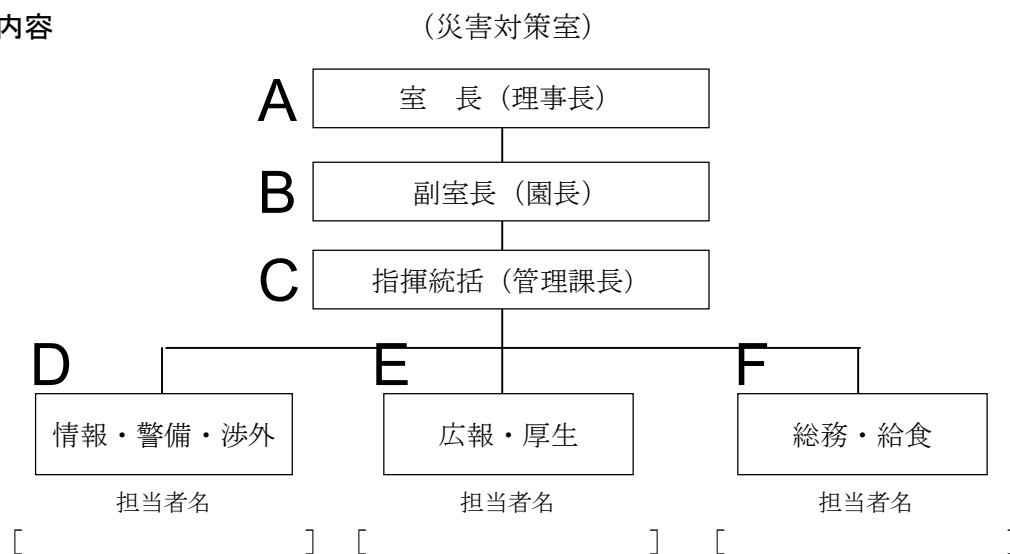 内容
(災害対策室)
A
室　長(理事長)
B
副室長(園長)
C
指揮統括(管理課長)
D E F
情報・警備・渉外 広報・厚生 総務・給食
担当者名 担当者名 担当者名
[ ] [ ] [ ]